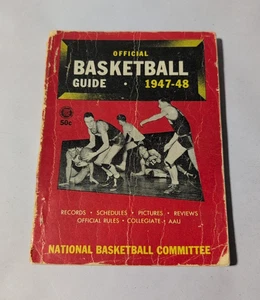 OFFICIAL
BASKETBALL
GUIDE • 1947-48
50c
RECORDS • SCHEDULES • PICTURES • REVIEWS
OFFICIAL RULES • COLLEGIATE • AAU
NATIONAL BASKETBALL COMMITTEE